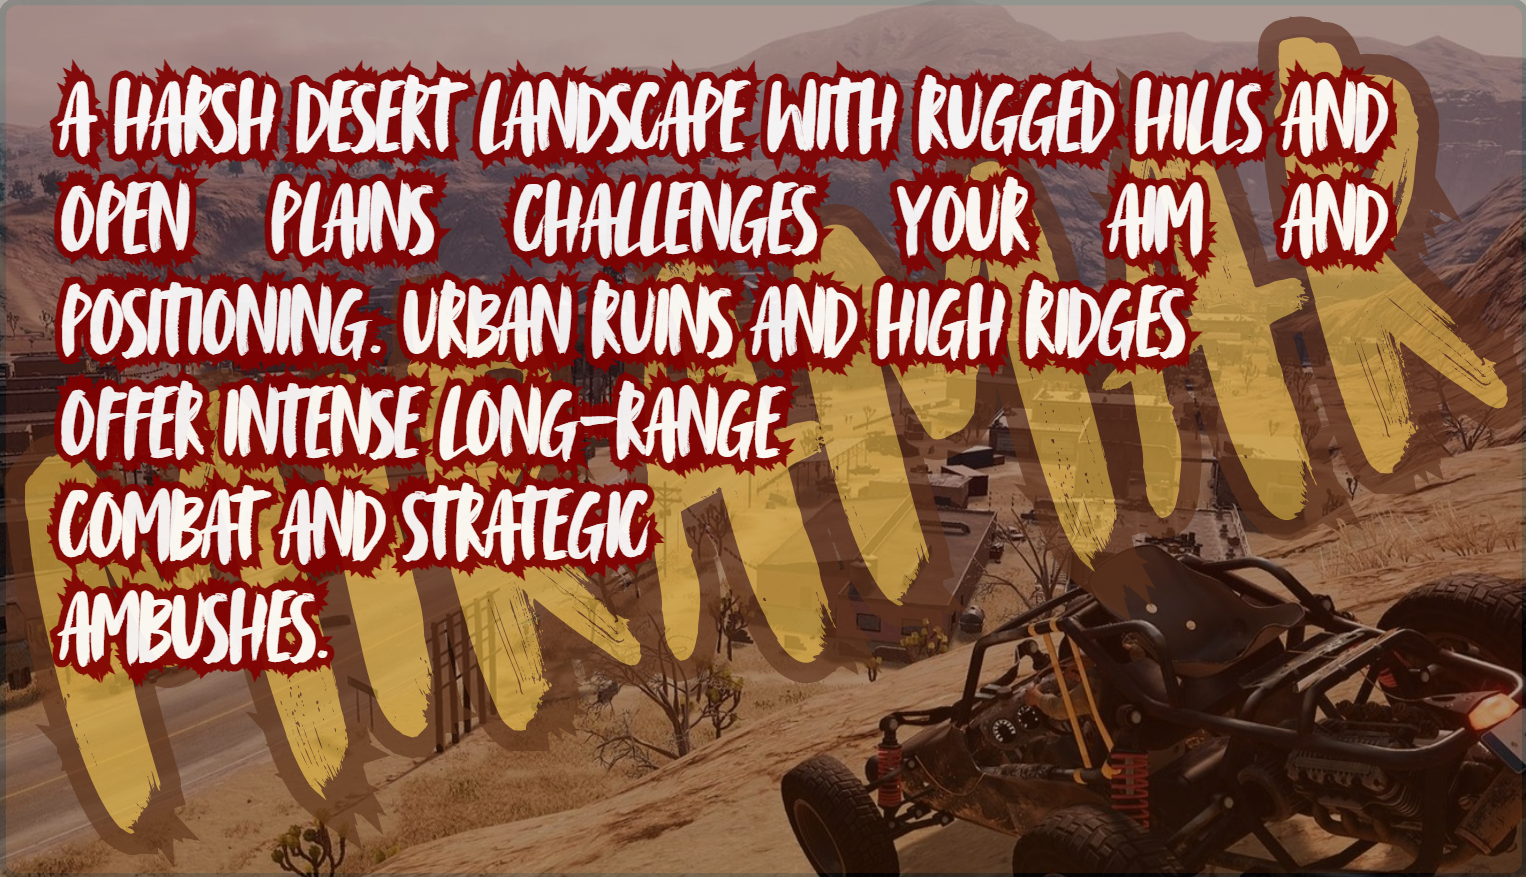 A HARSH DESERT LANDSCAPE WITH RUGGED HILLS AND
OPEN PLAINS CHALLENGES YOUR AIM AND
POSITIONING. URBAN RUINS AND HIGH RIDGES
OFFER INTENSE LONG-RANGE
COMBAT AND STRATEGIC
AMBUSHES.
MIRAMAR